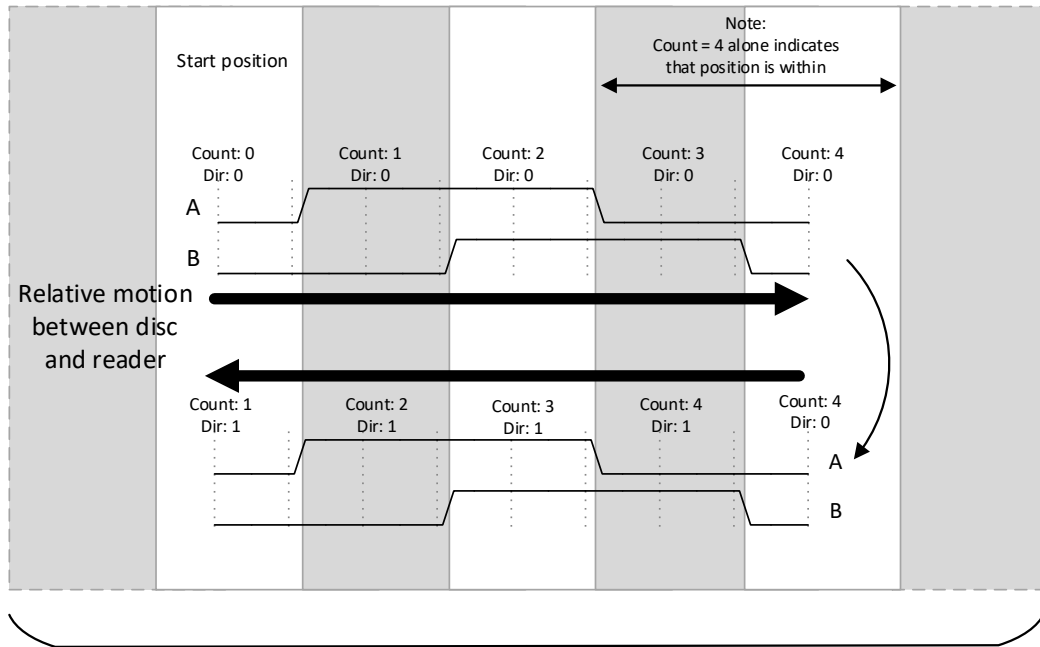 Note:
Count = 4 alone indicates
that position is within
Start position
Count: 0
Dir: 0
Count: 1
Dir: 0
Count: 2
Dir: 0
Count: 3
Dir: 0
Count: 4
Dir: 0
A
B
Relative motion
between disc
and reader
Count: 1
Dir: 1
Count: 2
Dir: 1
Count: 3
Dir: 1
Count: 4
Dir: 1
Count: 4
Dir: 0
A
B